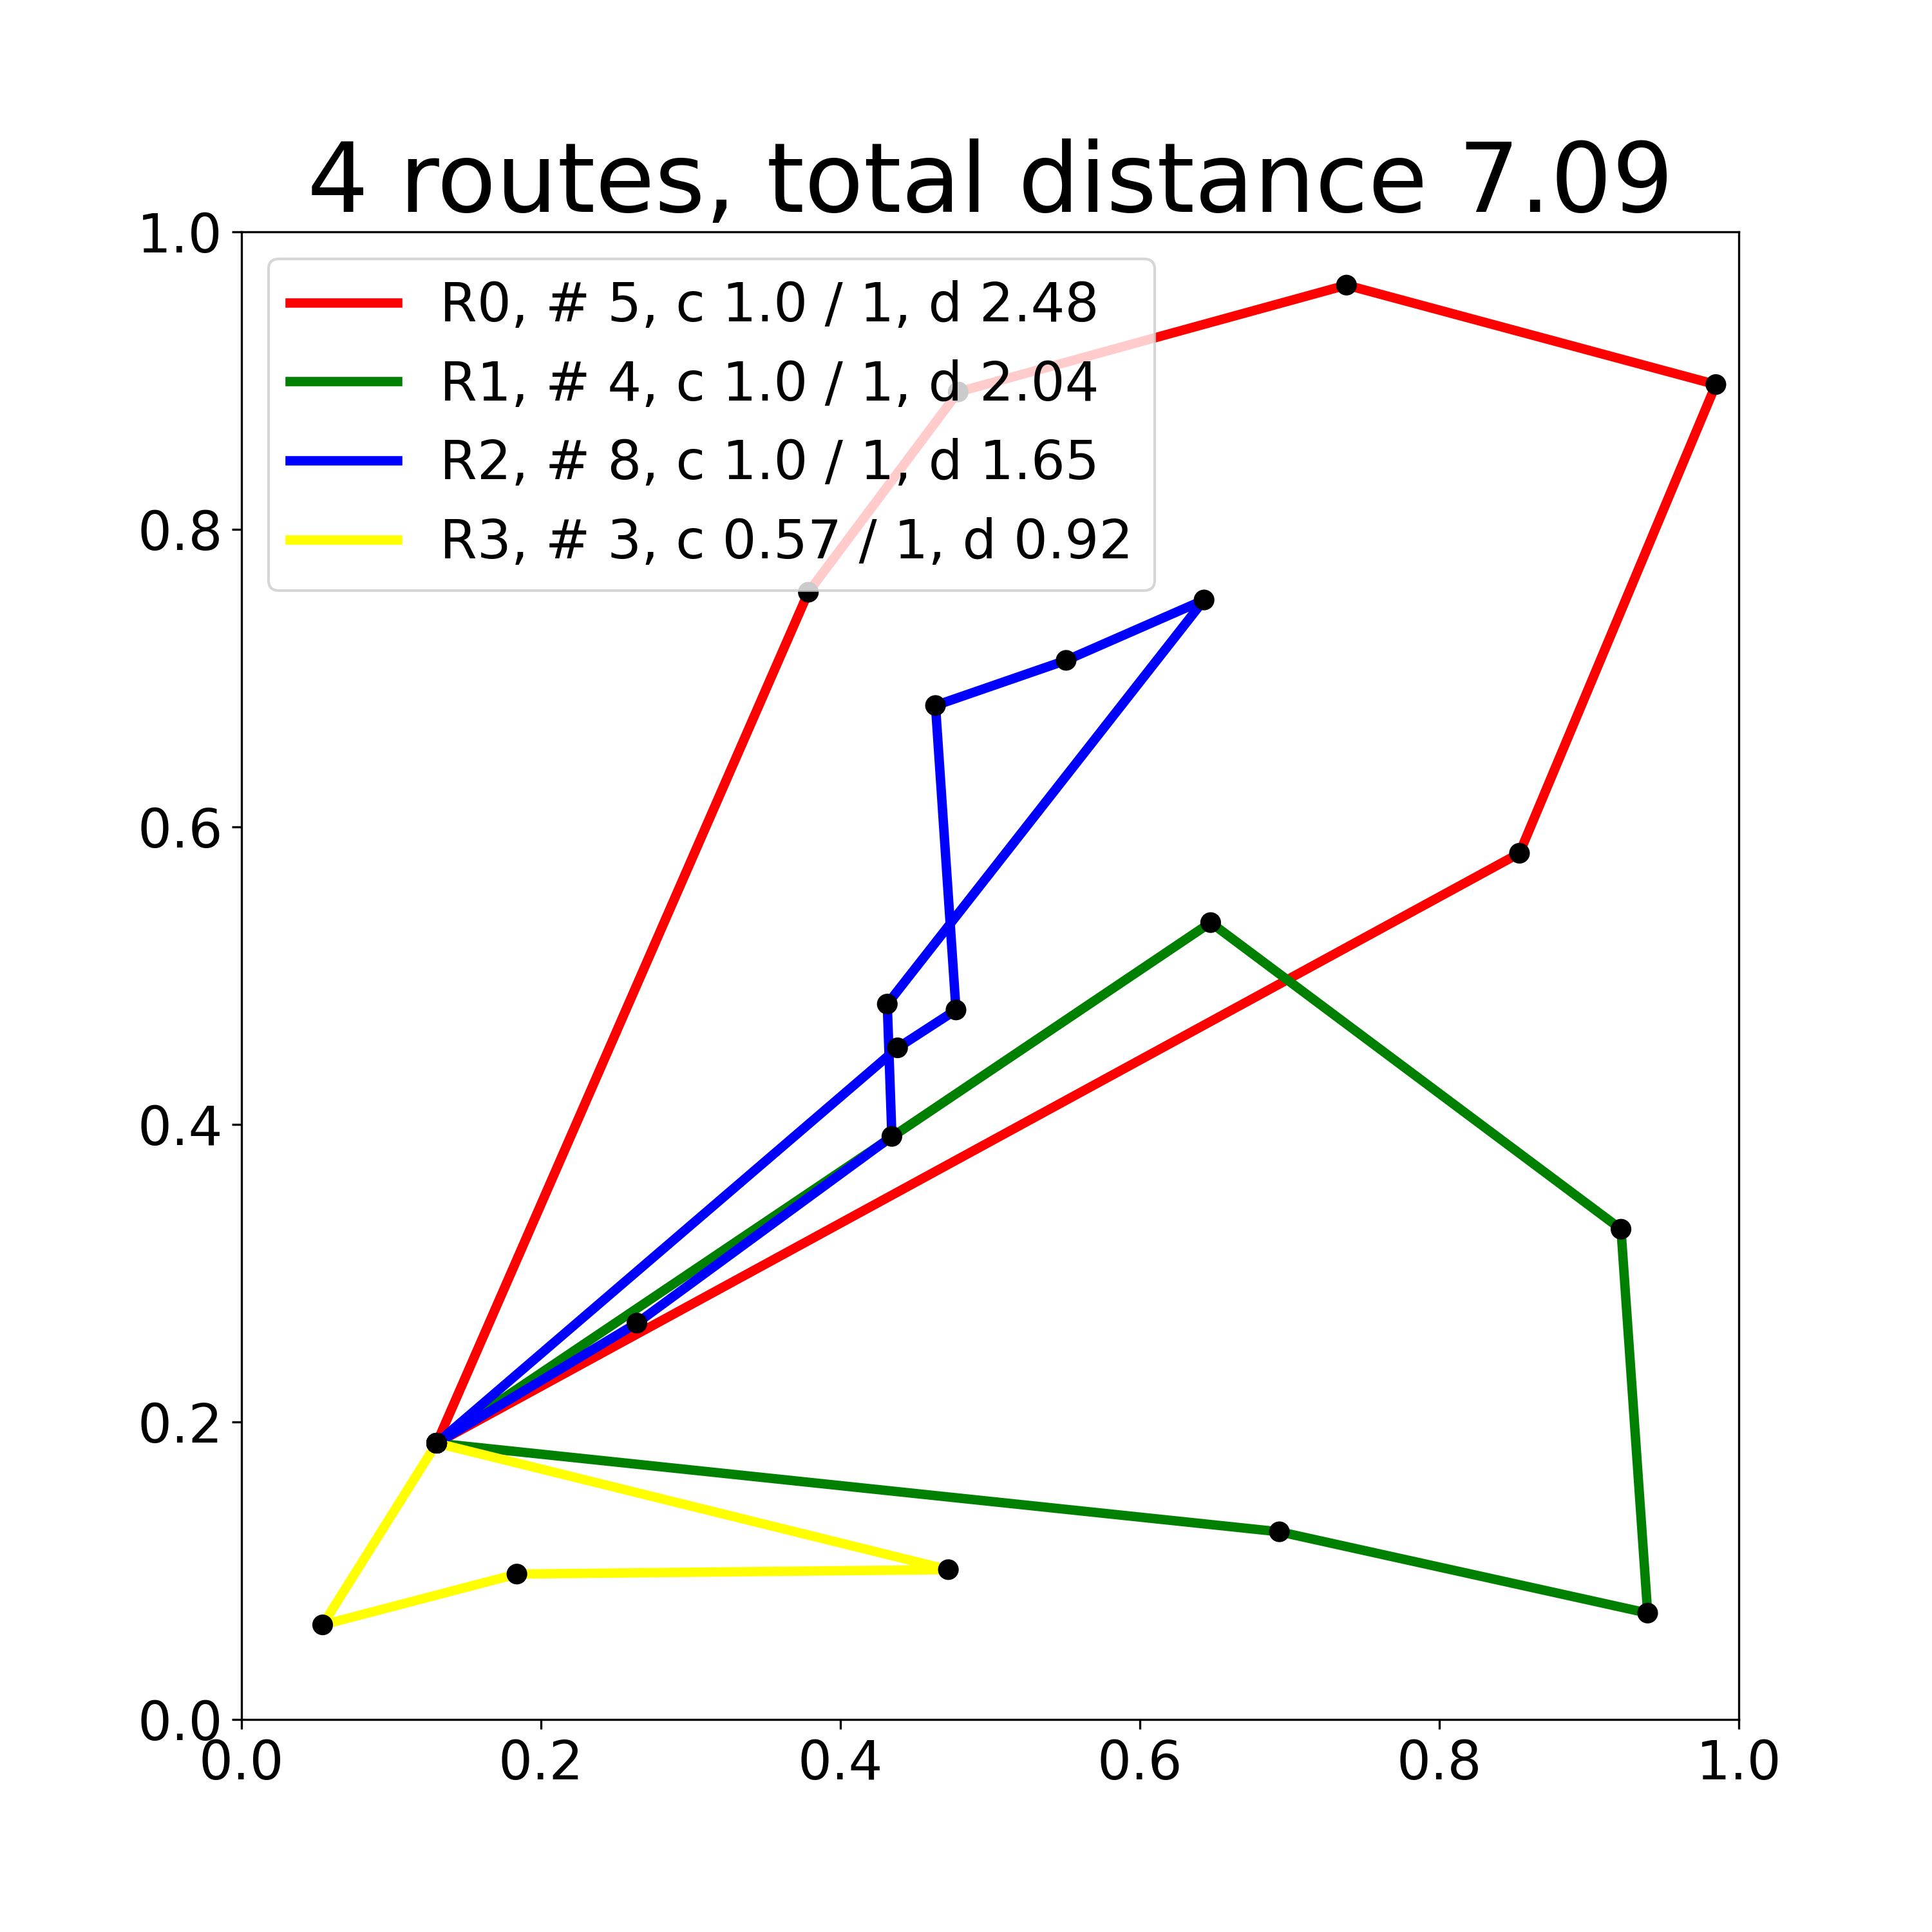 4 routes, total distance 7.09
R0, # 5, c 1.0 / 1, d 2.48
R1, # 4, c 1.0 / 1, d 2.04
R2, # 8, c 1.0 / 1, d 1.65
R3, # 3, c 0.57 / 1, d 0.92
1.0
0.8
0.6
0.4
0.2
0.0
0.0 0.2 0.4 0.6 0.8 1.0